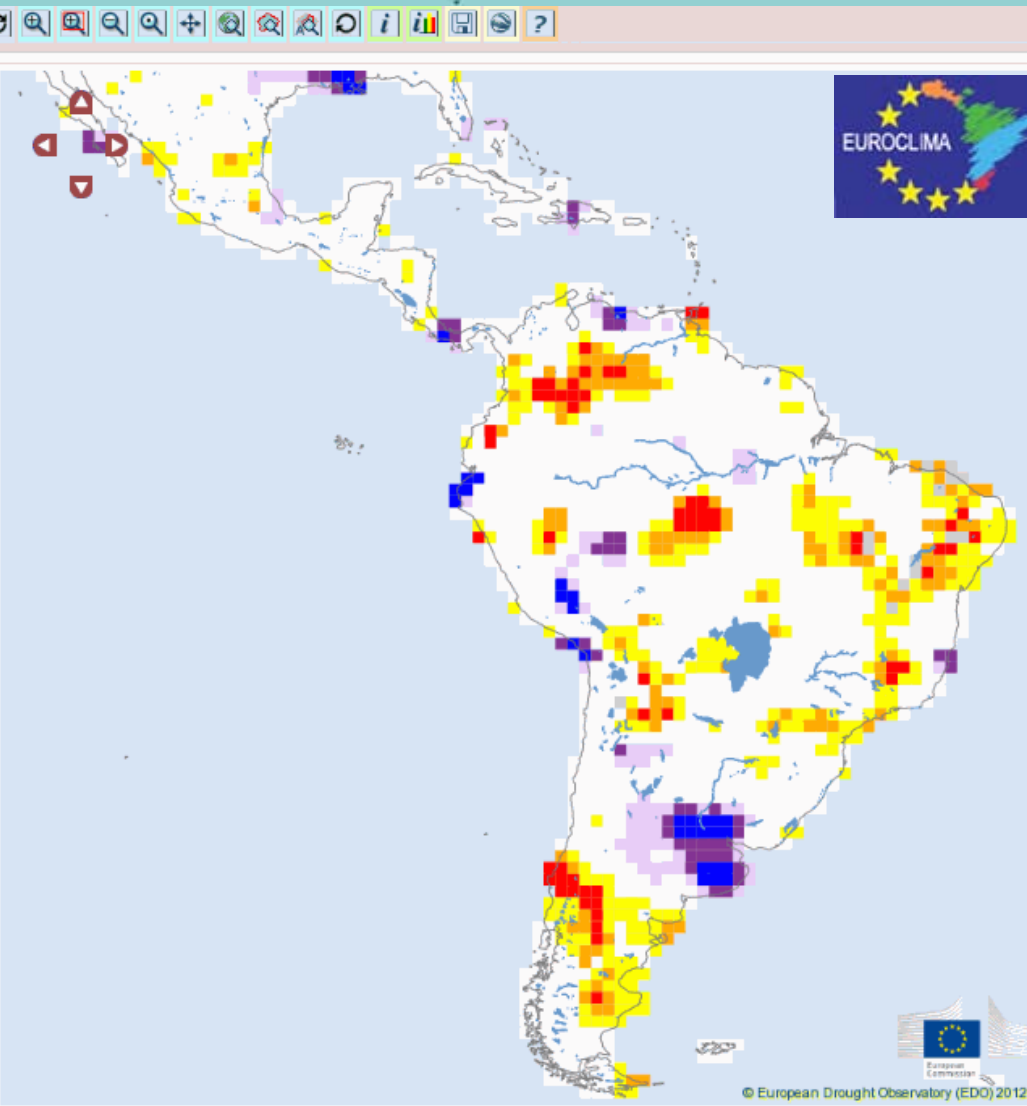 i i ?
EUROCLIMA
European
Commission
© European Drought Observatory (EDO) 2012